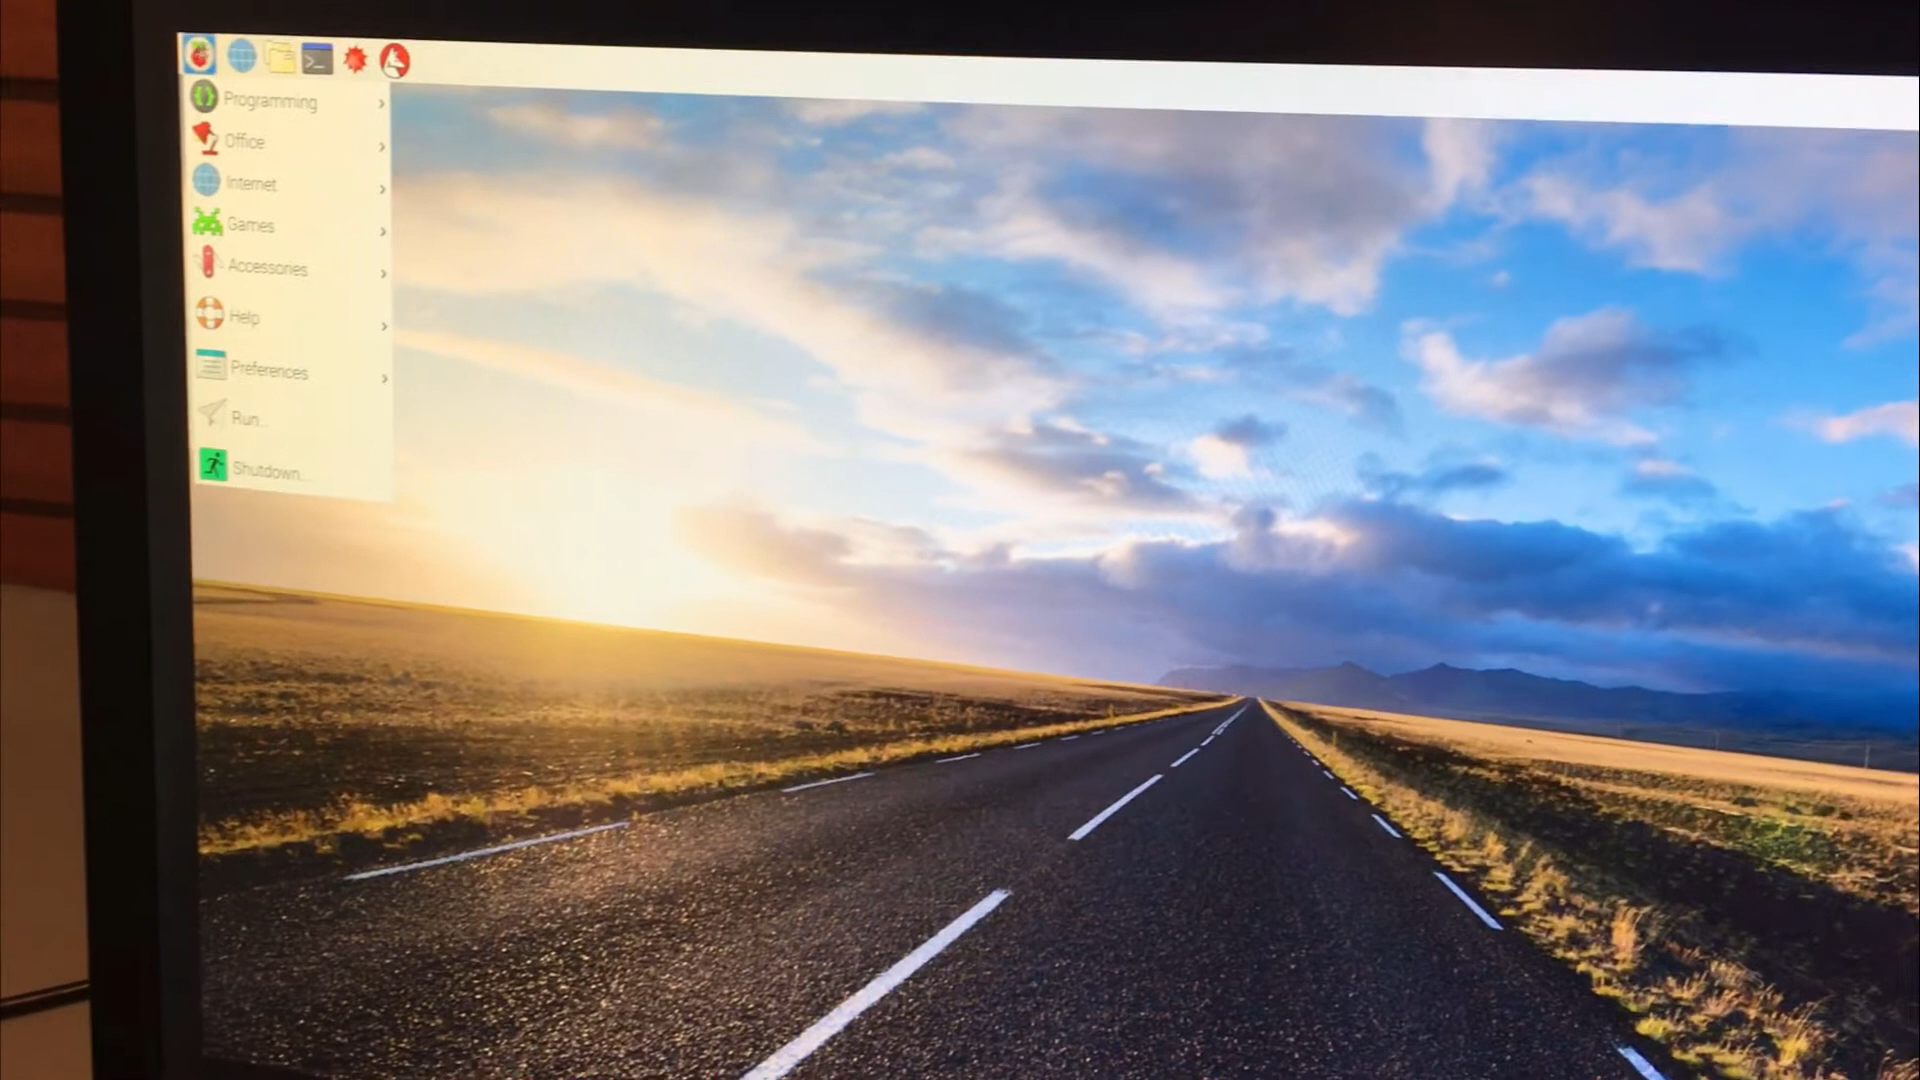 Programming
Office
Internet
Games
Accessories
Help
Preferences
Run...
Shutdown...